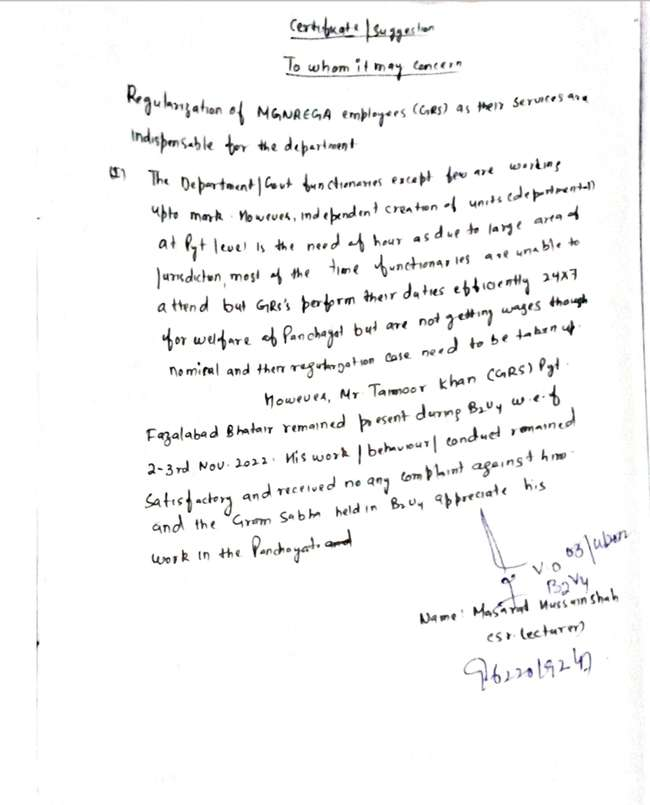 Certificate/Suggestion
To whom it may concern
Regularization of MGNREGA employees (GRS) as their services are
indispensable for the department
(1) The Department/Govt functionaries except few are working
upto mark. However, independent creation of units (departmental)
at Pyt level is the need of hour as due to large area of
Jurisdicton, most of the time functionaries are unable to
attend but GRS's perform their duties efficiently 24x7
for welfare of Panchayat but are not getting wages though
nominal and their regularization case need to be taken up.
However, Mr Tamoor Khan (GRS) Pyt.
Fazalabad Bhatair remained present during B2V4 w.e.f
2-3rd Nov. 2022. His work/behaviour/conduct remained
Satisfactory and received no any complaint against him.
and the Gram Sabha held in B2V4 appreciate his
work in the Panchayat. and
V O 03/
B2V4
Name: Masarat Hussain Shah
(Sr. Lecturer)